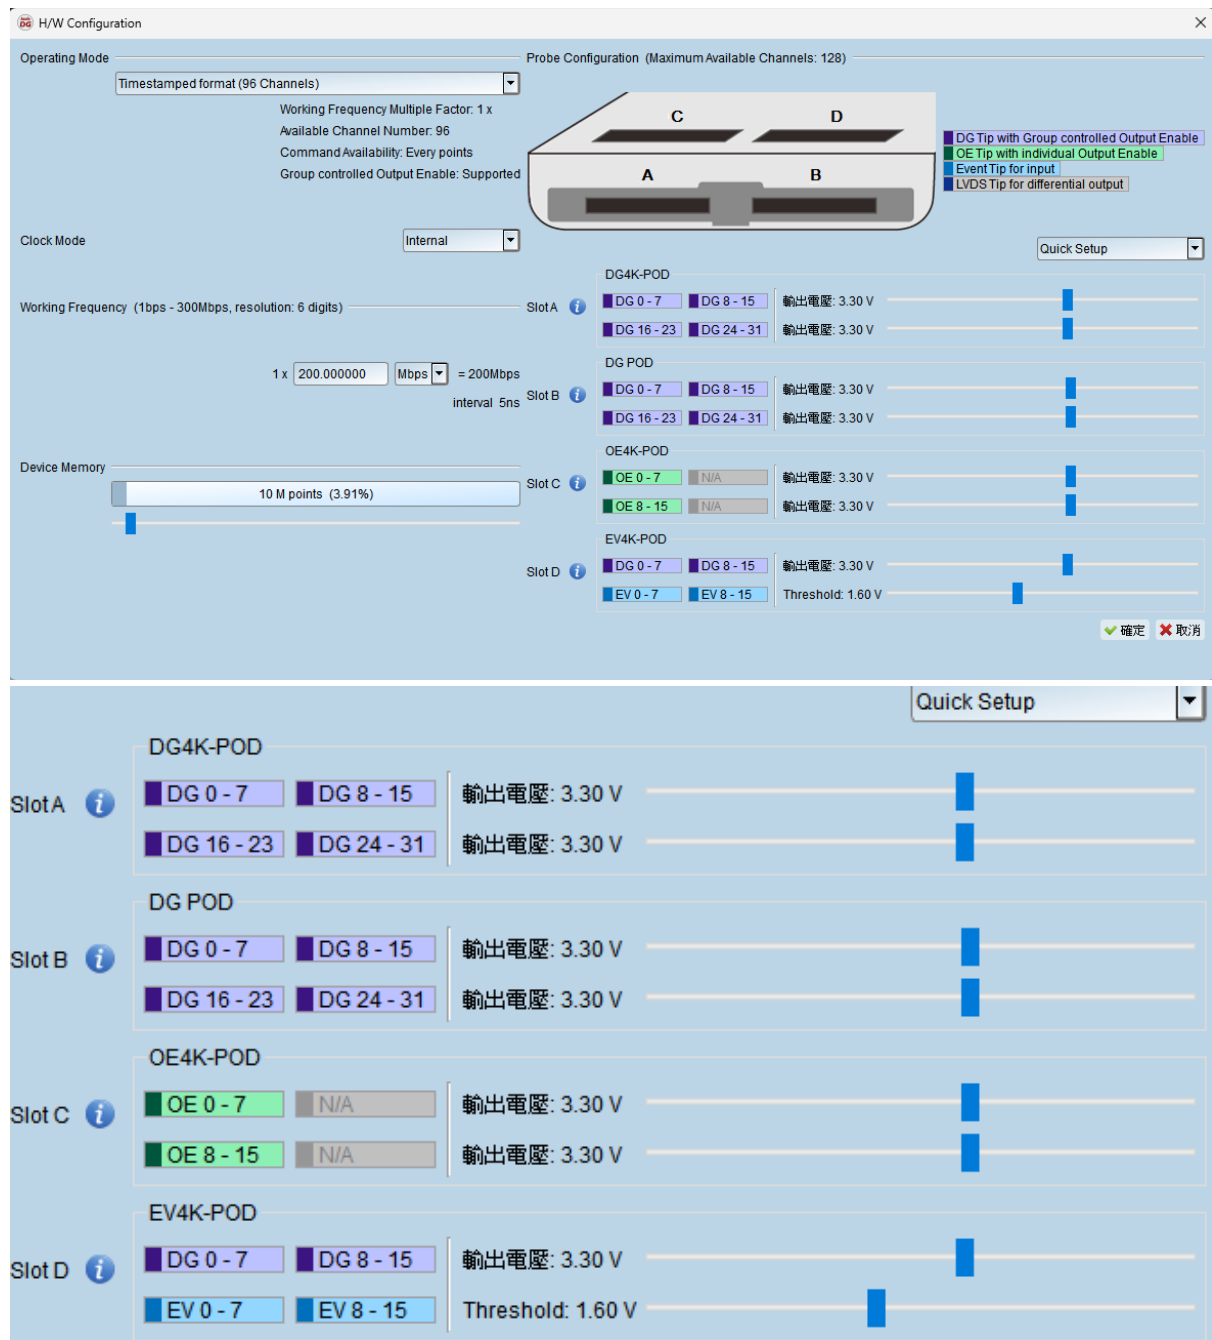 H/W Configuration
Operating Mode
Timestamped format (96 Channels)
Working Frequency Multiple Factor: 1 x
Available Channel Number: 96
Command Availability: Every points
Group controlled Output Enable: Supported
Clock Mode
Internal
Working Frequency (1bps - 300Mbps, resolution: 6 digits)
1 x 200.000000 Mbps = 200Mbps
interval 5ns
Device Memory
10 M points (3.91%)
Probe Configuration (Maximum Available Channels: 128)
C D
A B
DG Tip with Group controlled Output Enable
OE Tip with individual Output Enable
Event Tip for input
LVDS Tip for differential output
Quick Setup
DG4K-POD
Slot A
DG 0 - 7 DG 8 - 15 輸出電壓: 3.30 V
DG 16 - 23 DG 24 - 31 輸出電壓: 3.30 V
DG POD
Slot B
DG 0 - 7 DG 8 - 15 輸出電壓: 3.30 V
DG 16 - 23 DG 24 - 31 輸出電壓: 3.30 V
OE4K-POD
Slot C
OE 0 - 7 N/A 輸出電壓: 3.30 V
OE 8 - 15 N/A 輸出電壓: 3.30 V
EV4K-POD
Slot D
DG 0 - 7 DG 8 - 15 輸出電壓: 3.30 V
EV 0 - 7 EV 8 - 15 Threshold: 1.60 V
確定 取消
Quick Setup
DG4K-POD
Slot A
DG 0 - 7 DG 8 - 15 輸出電壓: 3.30 V
DG 16 - 23 DG 24 - 31 輸出電壓: 3.30 V
DG POD
Slot B
DG 0 - 7 DG 8 - 15 輸出電壓: 3.30 V
DG 16 - 23 DG 24 - 31 輸出電壓: 3.30 V
OE4K-POD
Slot C
OE 0 - 7 N/A 輸出電壓: 3.30 V
OE 8 - 15 N/A 輸出電壓: 3.30 V
EV4K-POD
Slot D
DG 0 - 7 DG 8 - 15 輸出電壓: 3.30 V
EV 0 - 7 EV 8 - 15 Threshold: 1.60 V